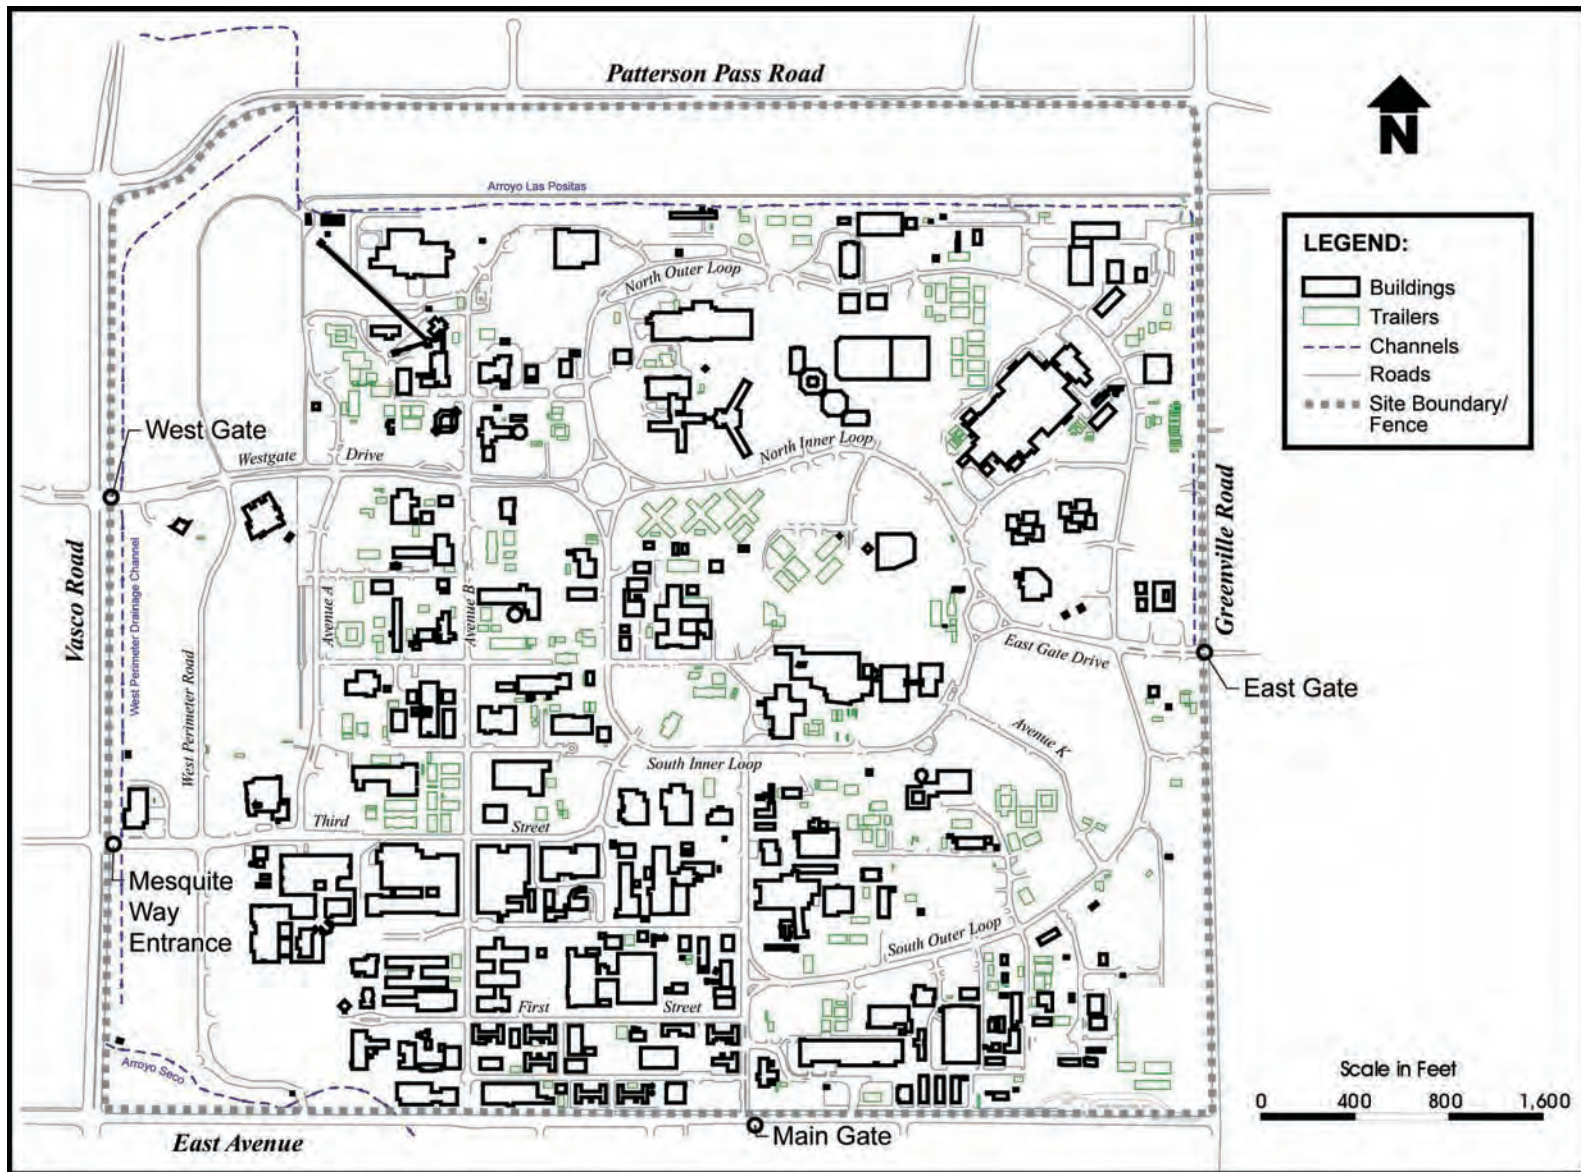 Patterson Pass Road
N
Arroyo Las Positas
LEGEND:
Buildings
Trailers
Channels
Roads
Site Boundary/
Fence
North Outer Loop
West Gate
Westgate
Drive
North Inner Loop
Vasco Road
West Perimeter Drainage Channel
West Perimeter Road
Avenue A
Avenue B
Greenville Road
East Gate Drive
East Gate
Avenue K
South Inner Loop
Third
Street
Mesquite
Way
Entrance
South Outer Loop
First
Street
Arroyo Seco
Scale in Feet
0 400 800 1,600
Main Gate
East Avenue